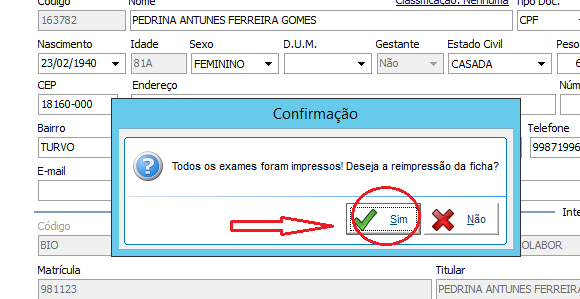 Código Nome Classificação: Nenhuma Tipo Doc.
163782 PEDRINA ANTUNES FERREIRA GOMES CPF
Nascimento Idade Sexo D.U.M. Gestante Estado Civil Peso
23/02/1940 81A FEMININO Não CASADA 6
CEP Endereço Núm
18160-000
Confirmação
Bairro Telefone
TURVO 99871996
Todos os exames foram impressos! Deseja a reimpressão da ficha?
E-mail
Sim Não
Inte
Código
BIO OLABOR
Matrícula Titular
981123 PEDRINA ANTUNES FERREIR